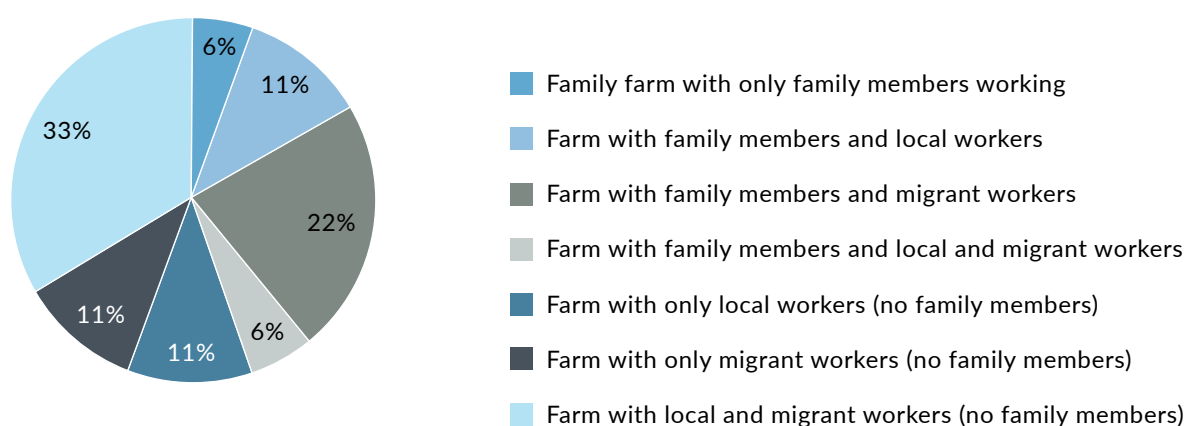 6%
11%
33%
22%
11%
6%
11%
Family farm with only family members working
Farm with family members and local workers
Farm with family members and migrant workers
Farm with family members and local and migrant workers
Farm with only local workers (no family members)
Farm with only migrant workers (no family members)
Farm with local and migrant workers (no family members)